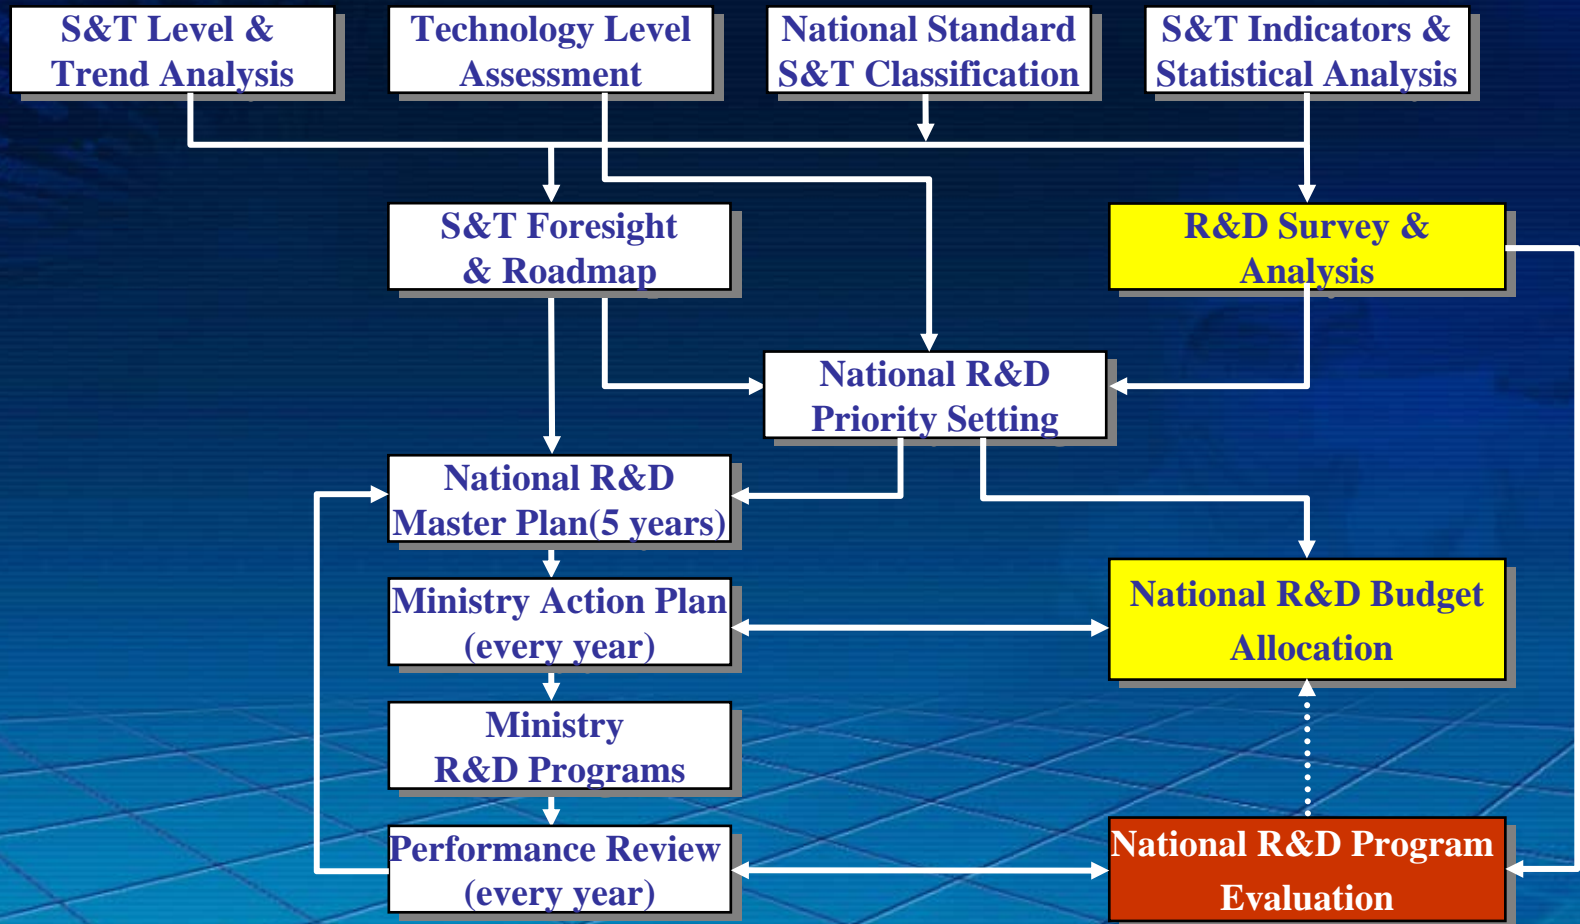 S&T Level &
Trend Analysis
Technology Level
Assessment
National Standard
S&T Classification
S&T Indicators &
Statistical Analysis
S&T Foresight
& Roadmap
R&D Survey &
Analysis
National R&D
Priority Setting
National R&D
Master Plan(5 years)
Ministry Action Plan
(every year)
National R&D Budget
Allocation
Ministry
R&D Programs
Performance Review
(every year)
National R&D Program
Evaluation